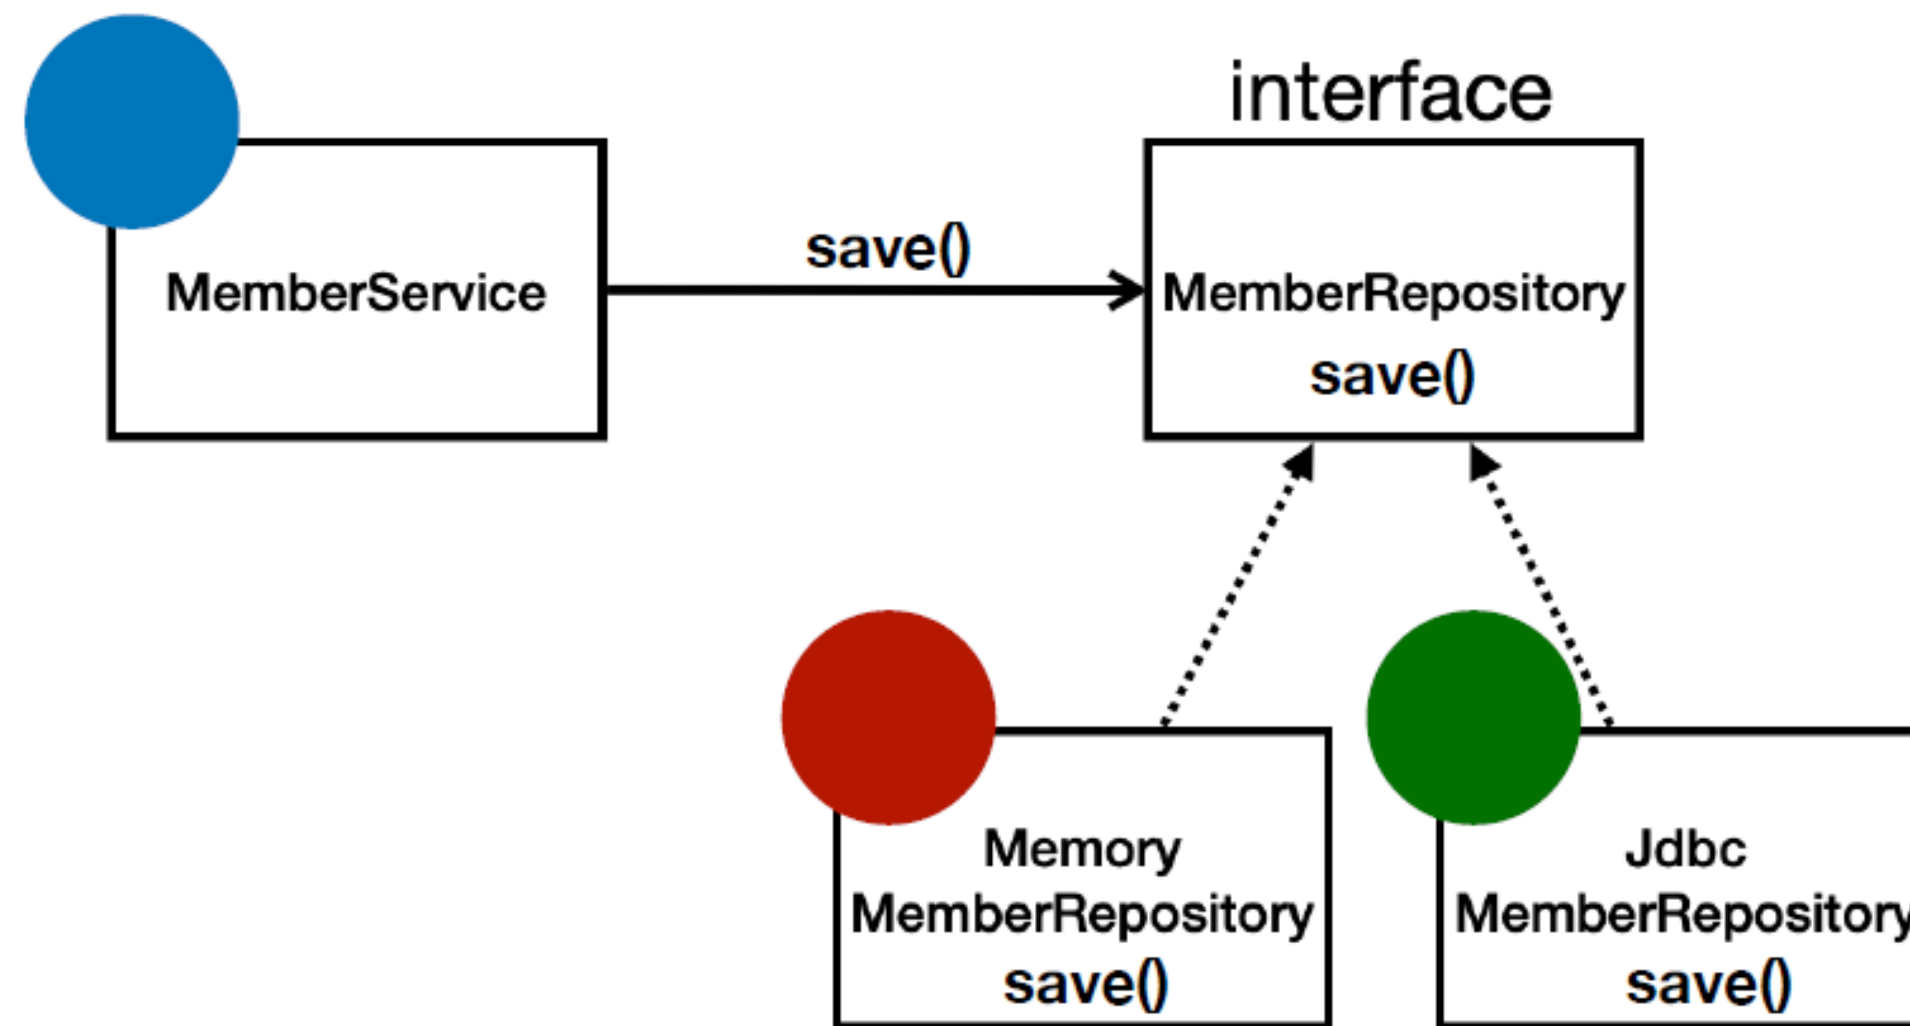 interface
save()
MemberService
MemberRepository
save()
Memory
MemberRepository
save()
Jdbc
MemberRepository
save()